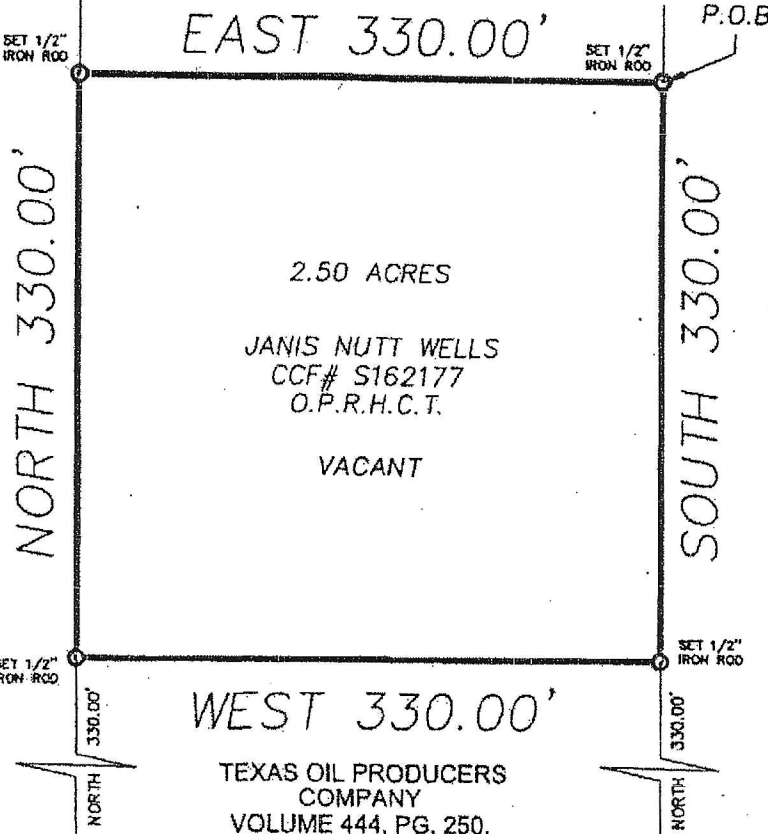 EAST 330.00'
P.O.B
SET 1/2"
IRON ROD
SET 1/2"
IRON ROD
NORTH 330.00'
SOUTH 330.00'
2.50 ACRES
JANIS NUTT WELLS
CCF# S162177
O.P.R.H.C.T.
VACANT
SET 1/2"
IRON ROD
SET 1/2"
RON ROD
WEST 330.00'
NORTH 330.00'
NORTH 330.00'
TEXAS OIL PRODUCERS
COMPANY
VOLUME 444, PG. 250,